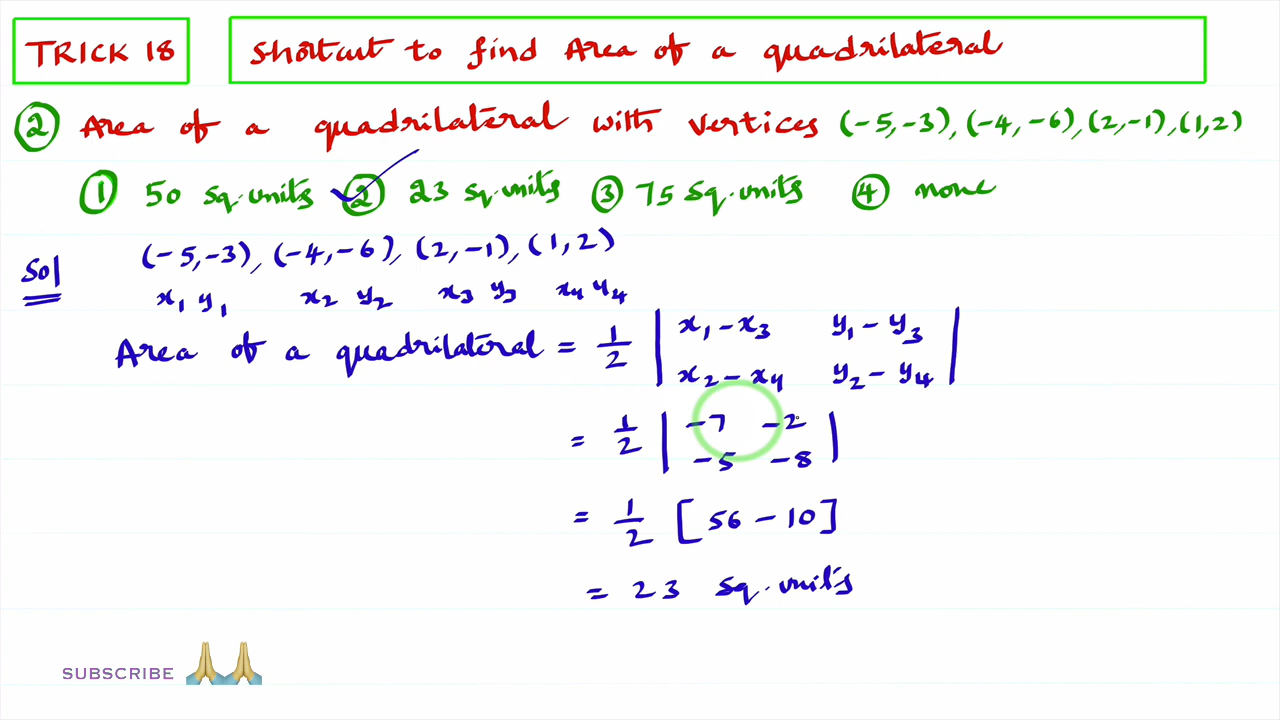 TRICK 18
Shortcut to find Area of a quadrilateral
② Area of a quadrilateral with vertices (-5,-3), (-4,-6), (2,-1), (1,2)
① 50 sq.units ② 23 sq.units ③ 75 sq.units ④ none
Sol (-5,-3), (-4,-6), (2,-1), (1,2)
x₁ y₁ x₂ y₂ x₃ y₃ x₄ y₄
Area of a quadrilateral = 1/2 | x₁-x₃ y₁-y₃
x₂-x₄ y₂-y₄ |
= 1/2 | -7 -2
-5 -8 |
= 1/2 [56-10]
= 23 sq.units
SUBSCRIBE